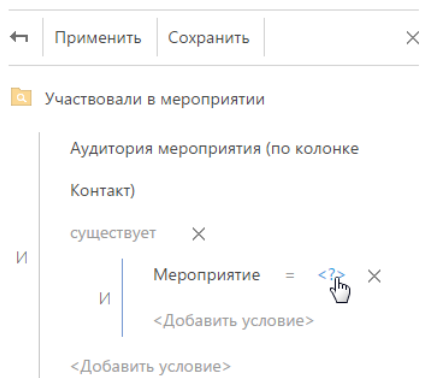 Применить Сохранить
Участвовали в мероприятии
Аудитория мероприятия (по колонке
Контакт)
существует
И
Мероприятие = <?>
И
<Добавить условие>
<Добавить условие>